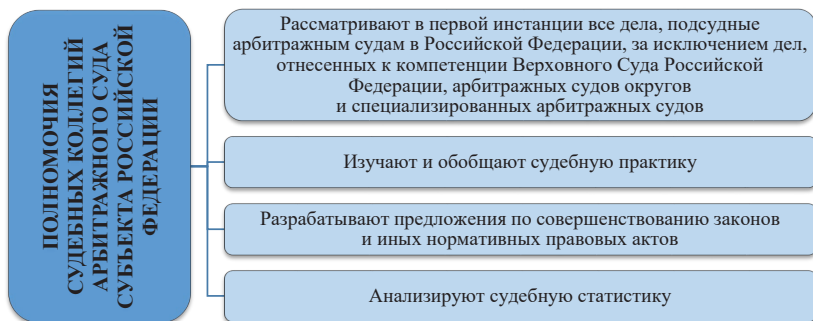 ПОЛНОМОЧИЯ
СУДЕБНЫХ КОЛЛЕГИЙ
АРБИТРАЖНОГО СУДА
СУБЪЕКТА РОССИЙСКОЙ
ФЕДЕРАЦИИ
Рассматривают в первой инстанции все дела, подсудные
арбитражным судам в Российской Федерации, за исключением дел,
отнесенных к компетенции Верховного Суда Российской
Федерации, арбитражных судов округов
и специализированных арбитражных судов
Изучают и обобщают судебную практику
Разрабатывают предложения по совершенствованию законов
и иных нормативных правовых актов
Анализируют судебную статистику